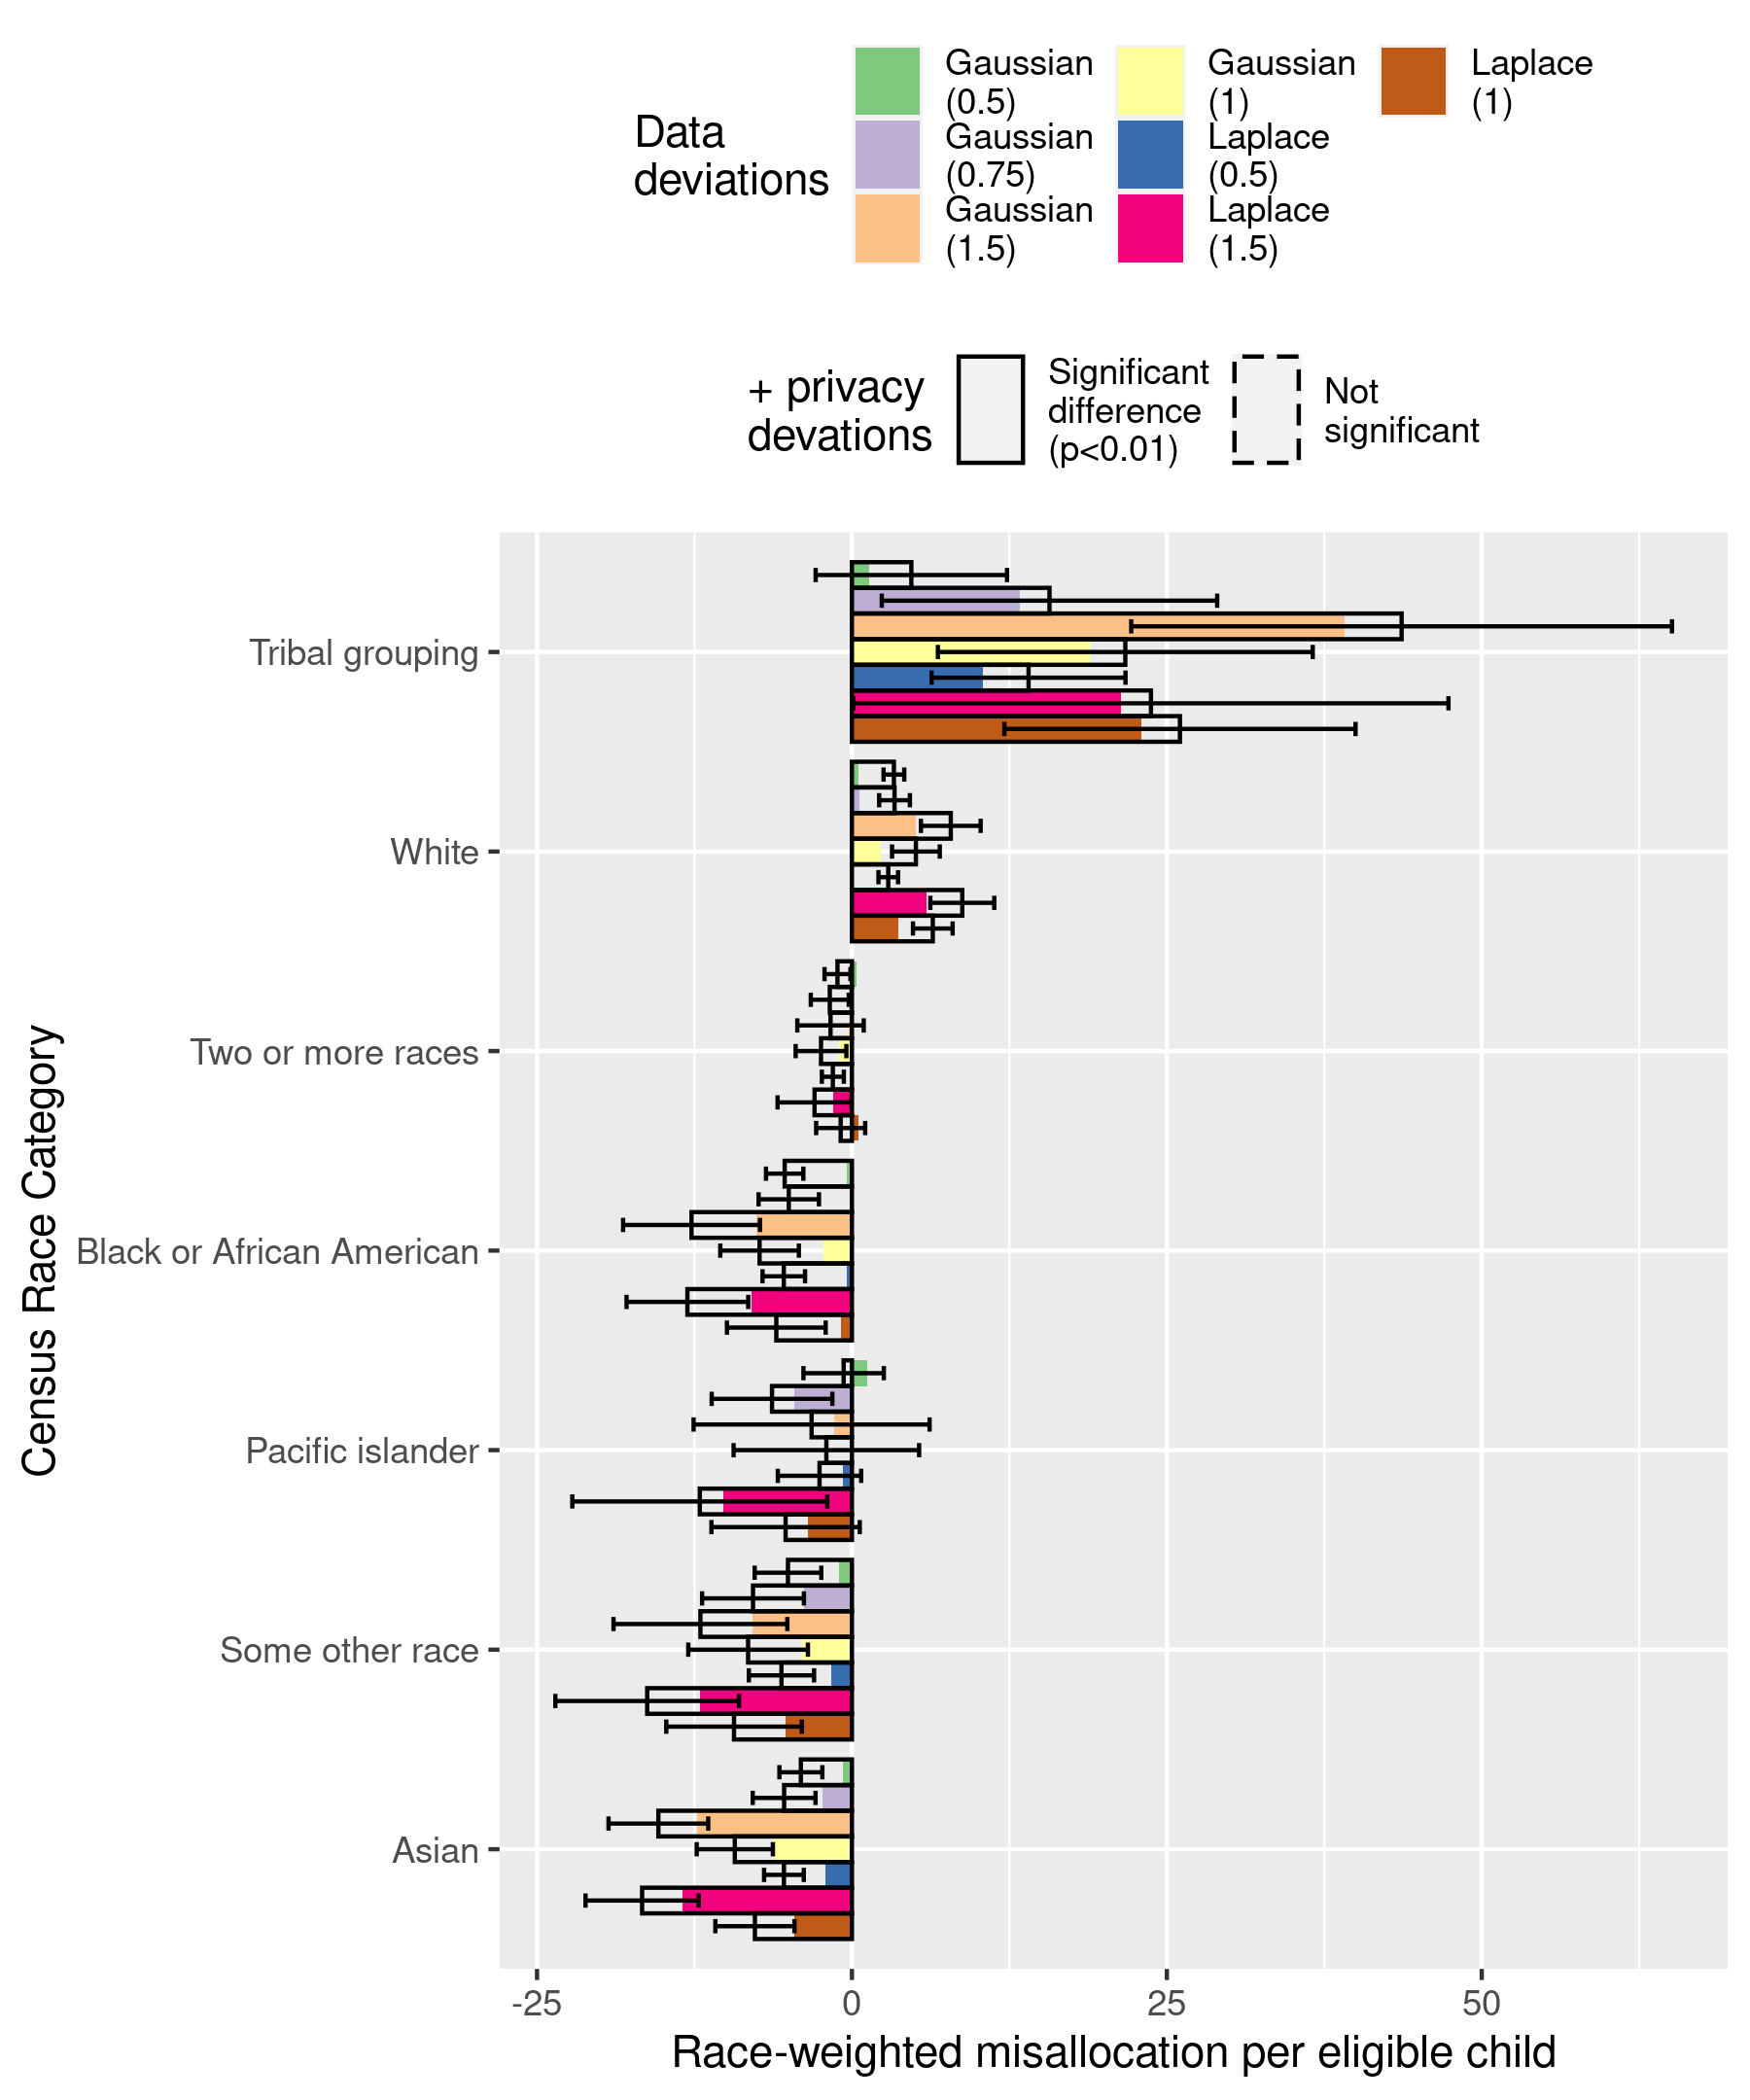 Data
deviations
Gaussian
(0.5)
Gaussian
(0.75)
Gaussian
(1.5)
Gaussian
(1)
Laplace
(0.5)
Laplace
(1.5)
Laplace
(1)
+ privacy
devations
Significant
difference
(p<0.01)
Not
significant
Census Race Category
Tribal grouping
White
Two or more races
Black or African American
Pacific islander
Some other race
Asian
-25
0
25
50
Race-weighted misallocation per eligible child